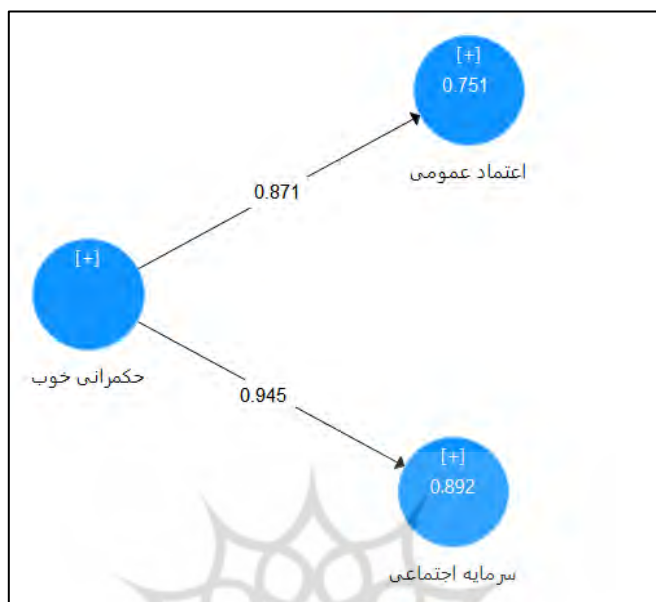 [+]
0.751
اعتماد عمومی
0.871
[+]
حکمرانی خوب
0.945
[+]
0.892
سرمایه اجتماعی